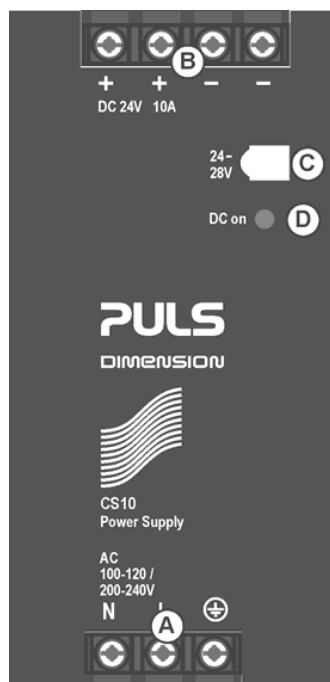 B
+ + − −
DC 24V 10A
24–
28V
C
DC on
D
PULS
DIMENSION
CS10
Power Supply
AC
100-120 /
200-240V
N
A